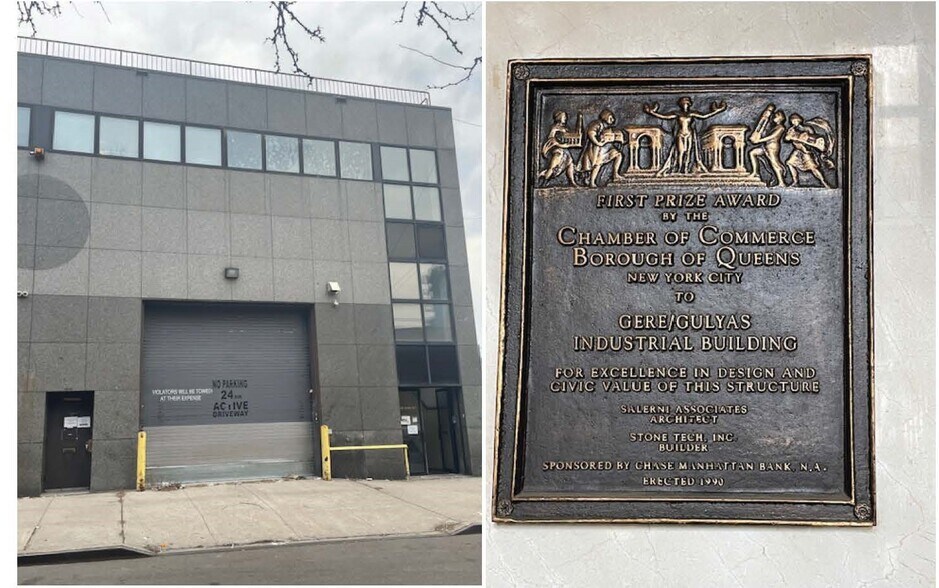 VIOLATORS WILL BE TOWED
AT THEIR EXPENSE
NO PARKING
24 HR
ACTIVE
DRIVEWAY
FIRST PRIZE AWARD
BY THE
CHAMBER OF COMMERCE
BOROUGH OF QUEENS
NEW YORK CITY
TO
GERE/GULYAS
INDUSTRIAL BUILDING
FOR EXCELLENCE IN DESIGN AND
CIVIC VALUE OF THIS STRUCTURE
SALERNI ASSOCIATES
ARCHITECT
STONE TECH, INC.
BUILDER
SPONSORED BY CHASE MANHATTAN BANK, N.A.
ERECTED 1990